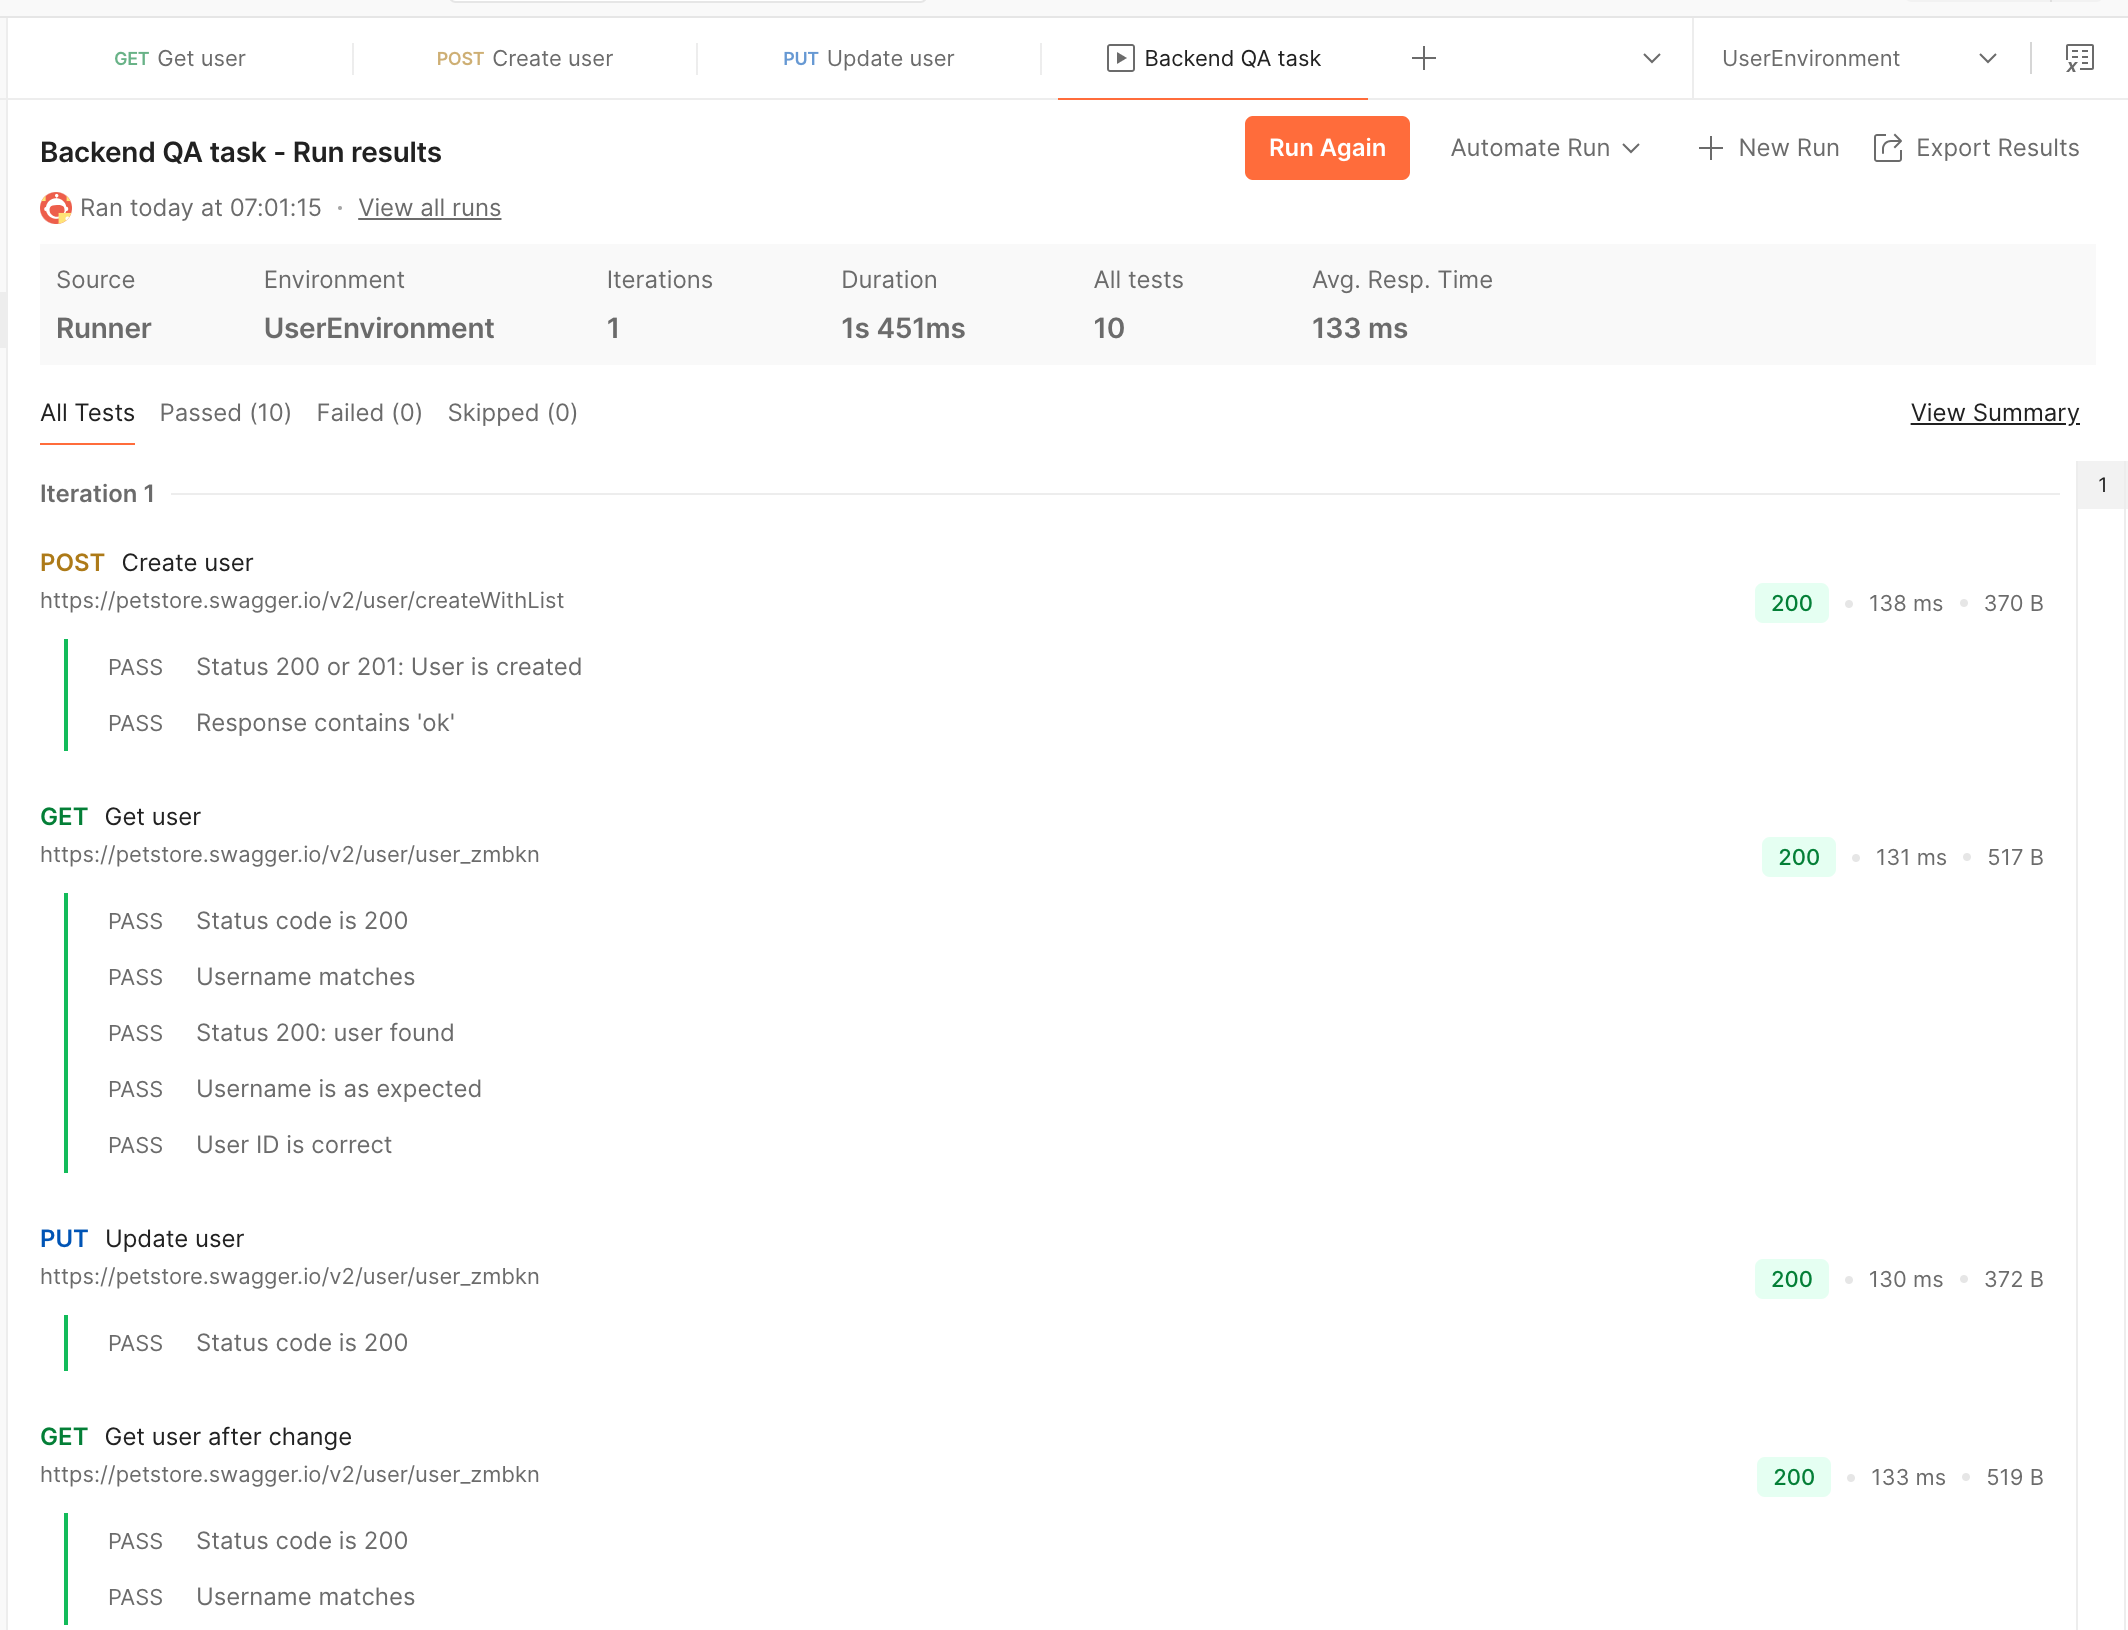 GET Get user
POST Create user
PUT Update user
Backend QA task
UserEnvironment
Backend QA task - Run results
Run Again
Automate Run
New Run
Export Results
Ran today at 07:01:15 · View all runs
Source
Environment
Iterations
Duration
All tests
Avg. Resp. Time
Runner
UserEnvironment
1
1s 451ms
10
133 ms
All Tests
Passed (10)
Failed (0)
Skipped (0)
View Summary
Iteration 1
1
POST Create user
https://petstore.swagger.io/v2/user/createWithList
200 • 138 ms • 370 B
PASS Status 200 or 201: User is created
PASS Response contains 'ok'
GET Get user
https://petstore.swagger.io/v2/user/user_zmbkn
200 • 131 ms • 517 B
PASS Status code is 200
PASS Username matches
PASS Status 200: user found
PASS Username is as expected
PASS User ID is correct
PUT Update user
https://petstore.swagger.io/v2/user/user_zmbkn
200 • 130 ms • 372 B
PASS Status code is 200
GET Get user after change
https://petstore.swagger.io/v2/user/user_zmbkn
200 • 133 ms • 519 B
PASS Status code is 200
PASS Username matches